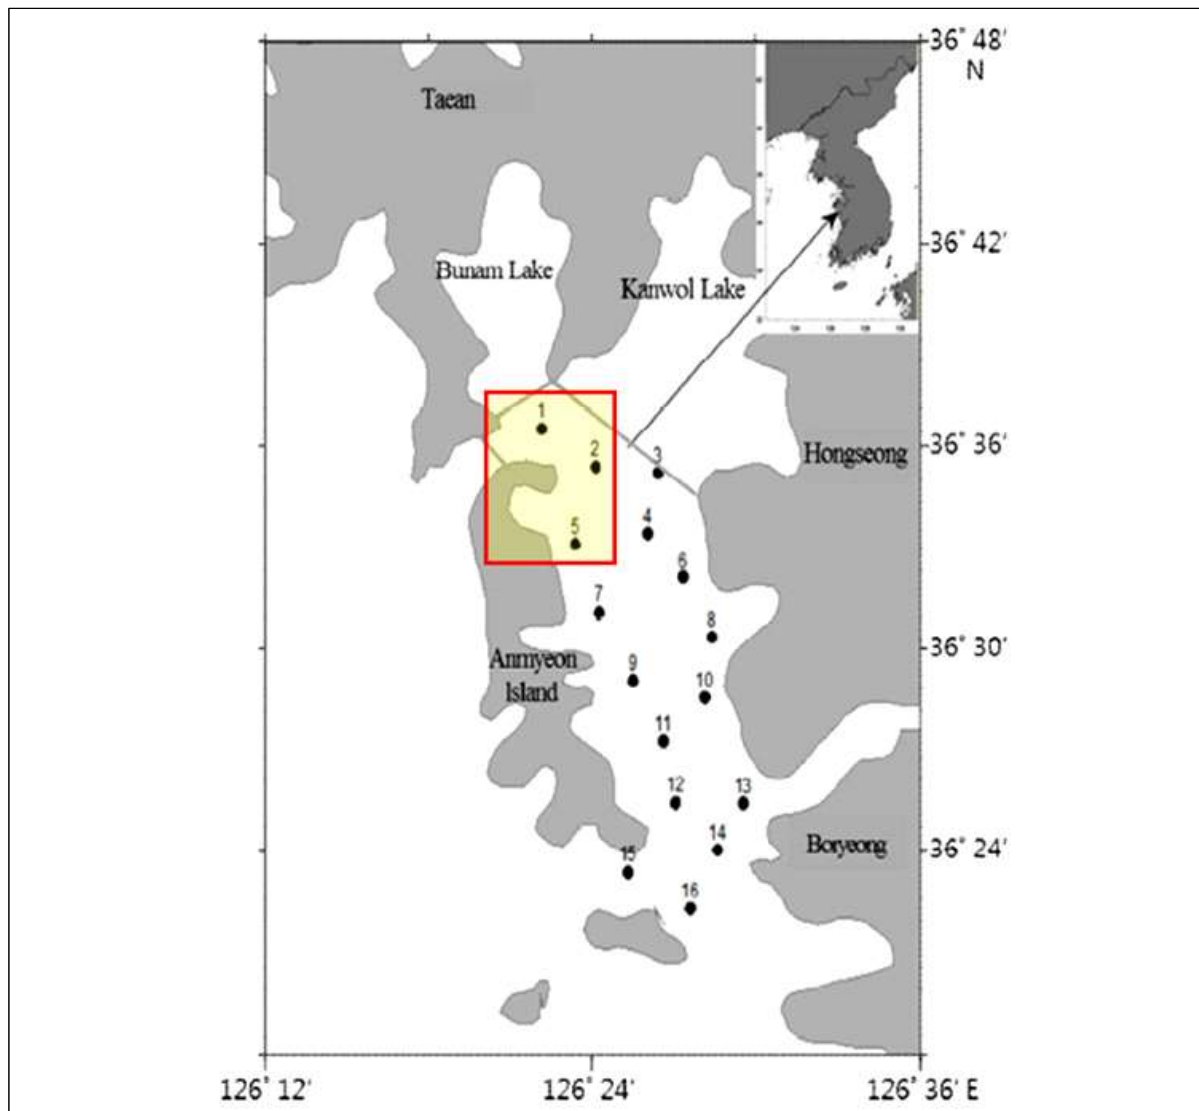 36° 48′
N
Taean
36° 42′
Bunam Lake
Kanwol Lake
1
36° 36′
2
3
Hongseong
4
5
6
7
8
36° 30′
Anmyeon
Island
9
10
11
12
13
14
Boryeong
36° 24′
15
16
126° 12′
126° 24′
126° 36′ E